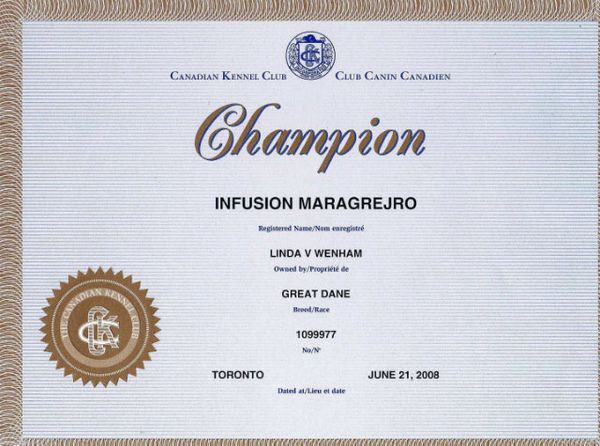 CANADIAN KENNEL CLUB CLUB CANIN CANADIEN
Champion
INFUSION MARAGREJRO
Registered Name/Nom enregistré
LINDA V WENHAM
Owned by/Propriété de
GREAT DANE
Breed/Race
1099977
No/Nº
TORONTO JUNE 21, 2008
Dated at/Lieu et date
THE CANADIAN KENNEL CLUB
CKC